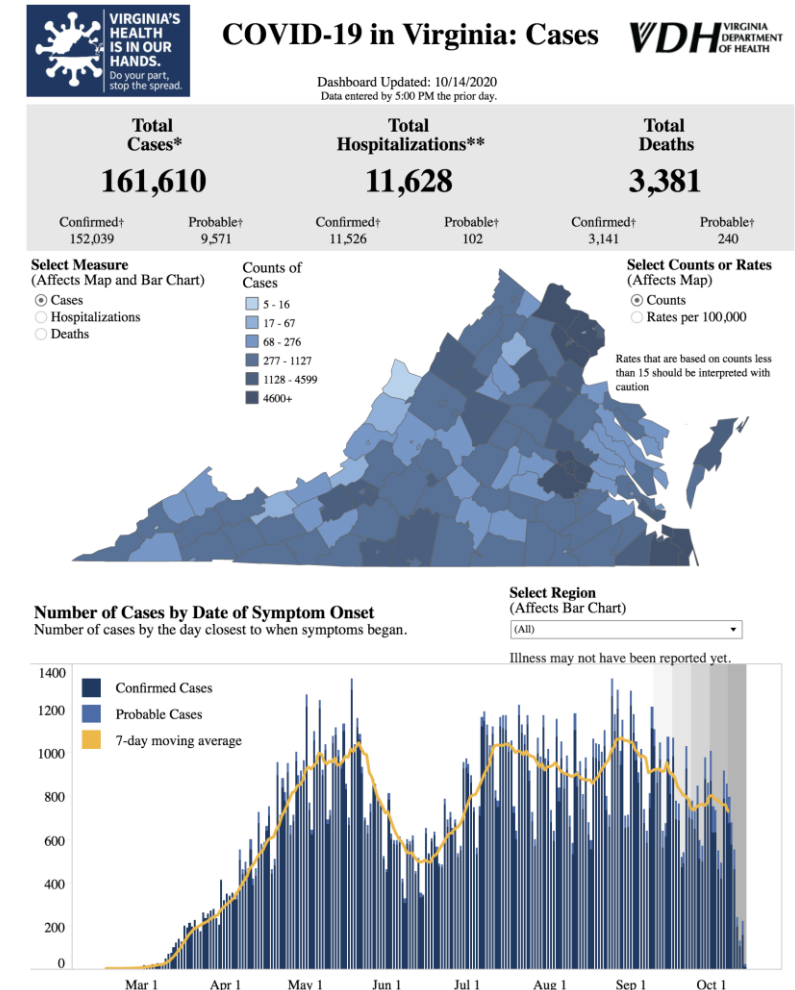 VIRGINIA'S
HEALTH
IS IN OUR
HANDS.
Do your part,
stop the spread.
COVID-19 in Virginia: Cases
VDH VIRGINIA
DEPARTMENT
OF HEALTH
Dashboard Updated: 10/14/2020
Data entered by 5:00 PM the prior day.
Total
Cases*
161,610
Confirmed† Probable†
152,039 9,571
Total
Hospitalizations**
11,628
Confirmed† Probable†
11,526 102
Total
Deaths
3,381
Confirmed† Probable†
3,141 240
Select Measure
(Affects Map and Bar Chart)
Cases
Hospitalizations
Deaths
Counts of
Cases
5 - 16
17 - 67
68 - 276
277 - 1127
1128 - 4599
4600+
Select Counts or Rates
(Affects Map)
Counts
Rates per 100,000
Rates that are based on counts less
than 15 should be interpreted with
caution
Number of Cases by Date of Symptom Onset
Number of cases by the day closest to when symptoms began.
Select Region
(Affects Bar Chart)
(All)
Illness may not have been reported yet.
Confirmed Cases
Probable Cases
7-day moving average
1400
1200
1000
800
600
400
200
0
Mar 1 Apr 1 May 1 Jun 1 Jul 1 Aug 1 Sep 1 Oct 1